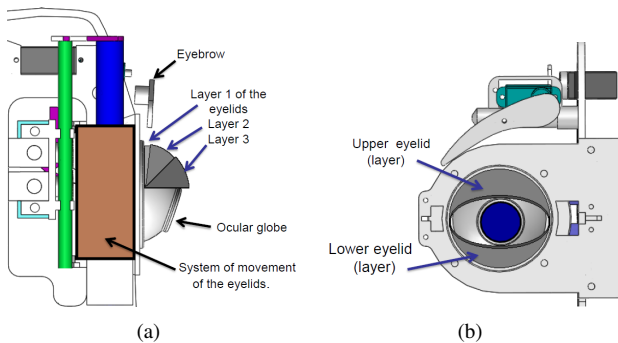 Eyebrow
Layer 1 of the
eyelids
Layer 2
Layer 3
Ocular globe
System of movement
of the eyelids.
(a)
Upper eyelid
(layer)
Lower eyelid
(layer)
(b)